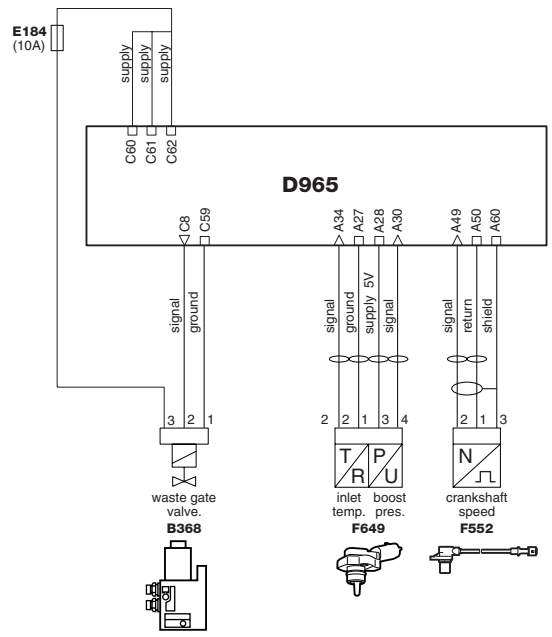 E184
(10A)
supply
supply
supply
C60
C61
C62
D965
C8
C59
A34
A27
A28
A30
A49
A50
A60
signal
ground
signal
ground
supply 5V
signal
signal
return
shield
3 2 1
2 2 1 3 4
2 1 3
T R
P U
N
waste gate
valve.
B368
inlet
temp.
boost
pres.
F649
crankshaft
speed
F552